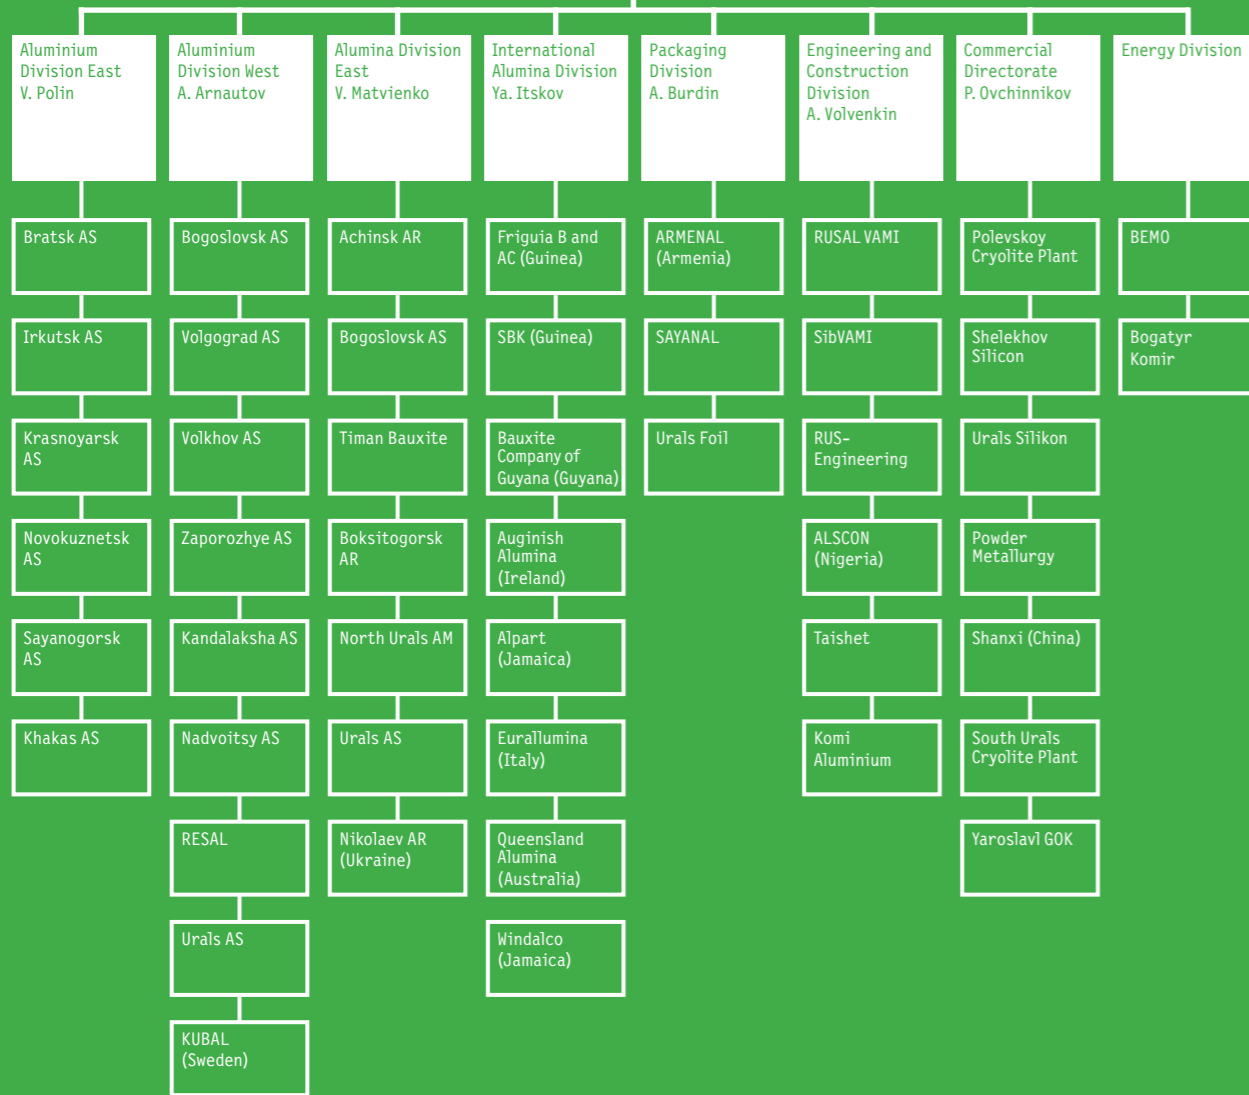 Aluminium
Division East
V. Polin
Aluminium
Division West
A. Arnautov
Alumina Division
East
V. Matvienko
International
Alumina Division
Ya. Itskov
Packaging
Division
A. Burdin
Engineering and
Construction
Division
A. Volvenkin
Commercial
Directorate
P. Ovchinnikov
Energy Division
Bratsk AS
Irkutsk AS
Krasnoyarsk
AS
Novokuznetsk
AS
Sayanogorsk
AS
Khakas AS
Bogoslovsk AS
Volgograd AS
Volkhov AS
Zaporozhye AS
Kandalaksha AS
Nadvoitsy AS
RESAL
Urals AS
KUBAL
(Sweden)
Achinsk AR
Bogoslovsk AS
Timan Bauxite
Boksitogorsk
AR
North Urals AM
Urals AS
Nikolaev AR
(Ukraine)
Friguia B and
AC (Guinea)
SBK (Guinea)
Bauxite
Company of
Guyana (Guyana)
Auginish
Alumina
(Ireland)
Alpart
(Jamaica)
Eurallumina
(Italy)
Queensland
Alumina
(Australia)
Windalco
(Jamaica)
ARMENAL
(Armenia)
SAYANAL
Urals Foil
RUSAL VAMI
SibVAMI
RUS-
Engineering
ALSCON
(Nigeria)
Taishet
Komi
Aluminium
Polevskoy
Cryolite Plant
Shelekhov
Silicon
Urals Silikon
Powder
Metallurgy
Shanxi (China)
South Urals
Cryolite Plant
Yaroslavl GOK
BEMO
Bogatyr
Komir